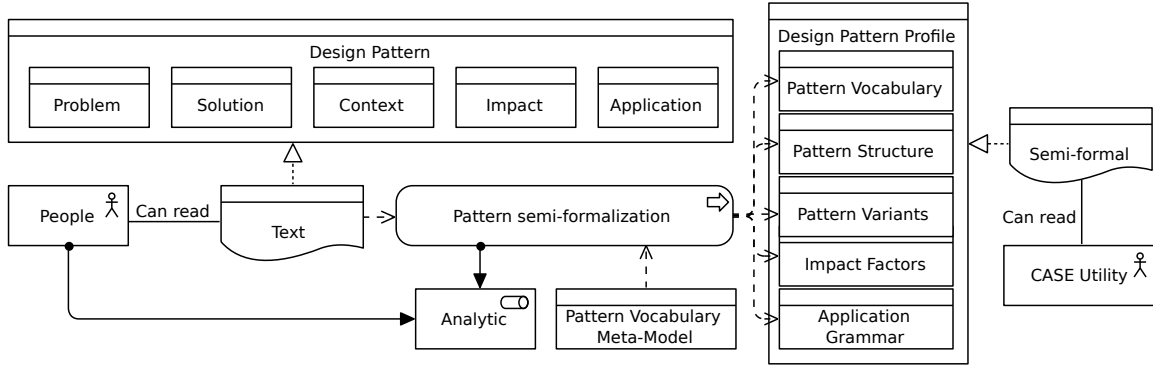 Design Pattern
Problem
Solution
Context
Impact
Application
Design Pattern Profile
Pattern Vocabulary
Pattern Structure
Pattern Variants
Impact Factors
Application
Grammar
Semi-formal
Can read
CASE Utility
People
Can read
Text
Pattern semi-formalization
Analytic
Pattern Vocabulary
Meta-Model